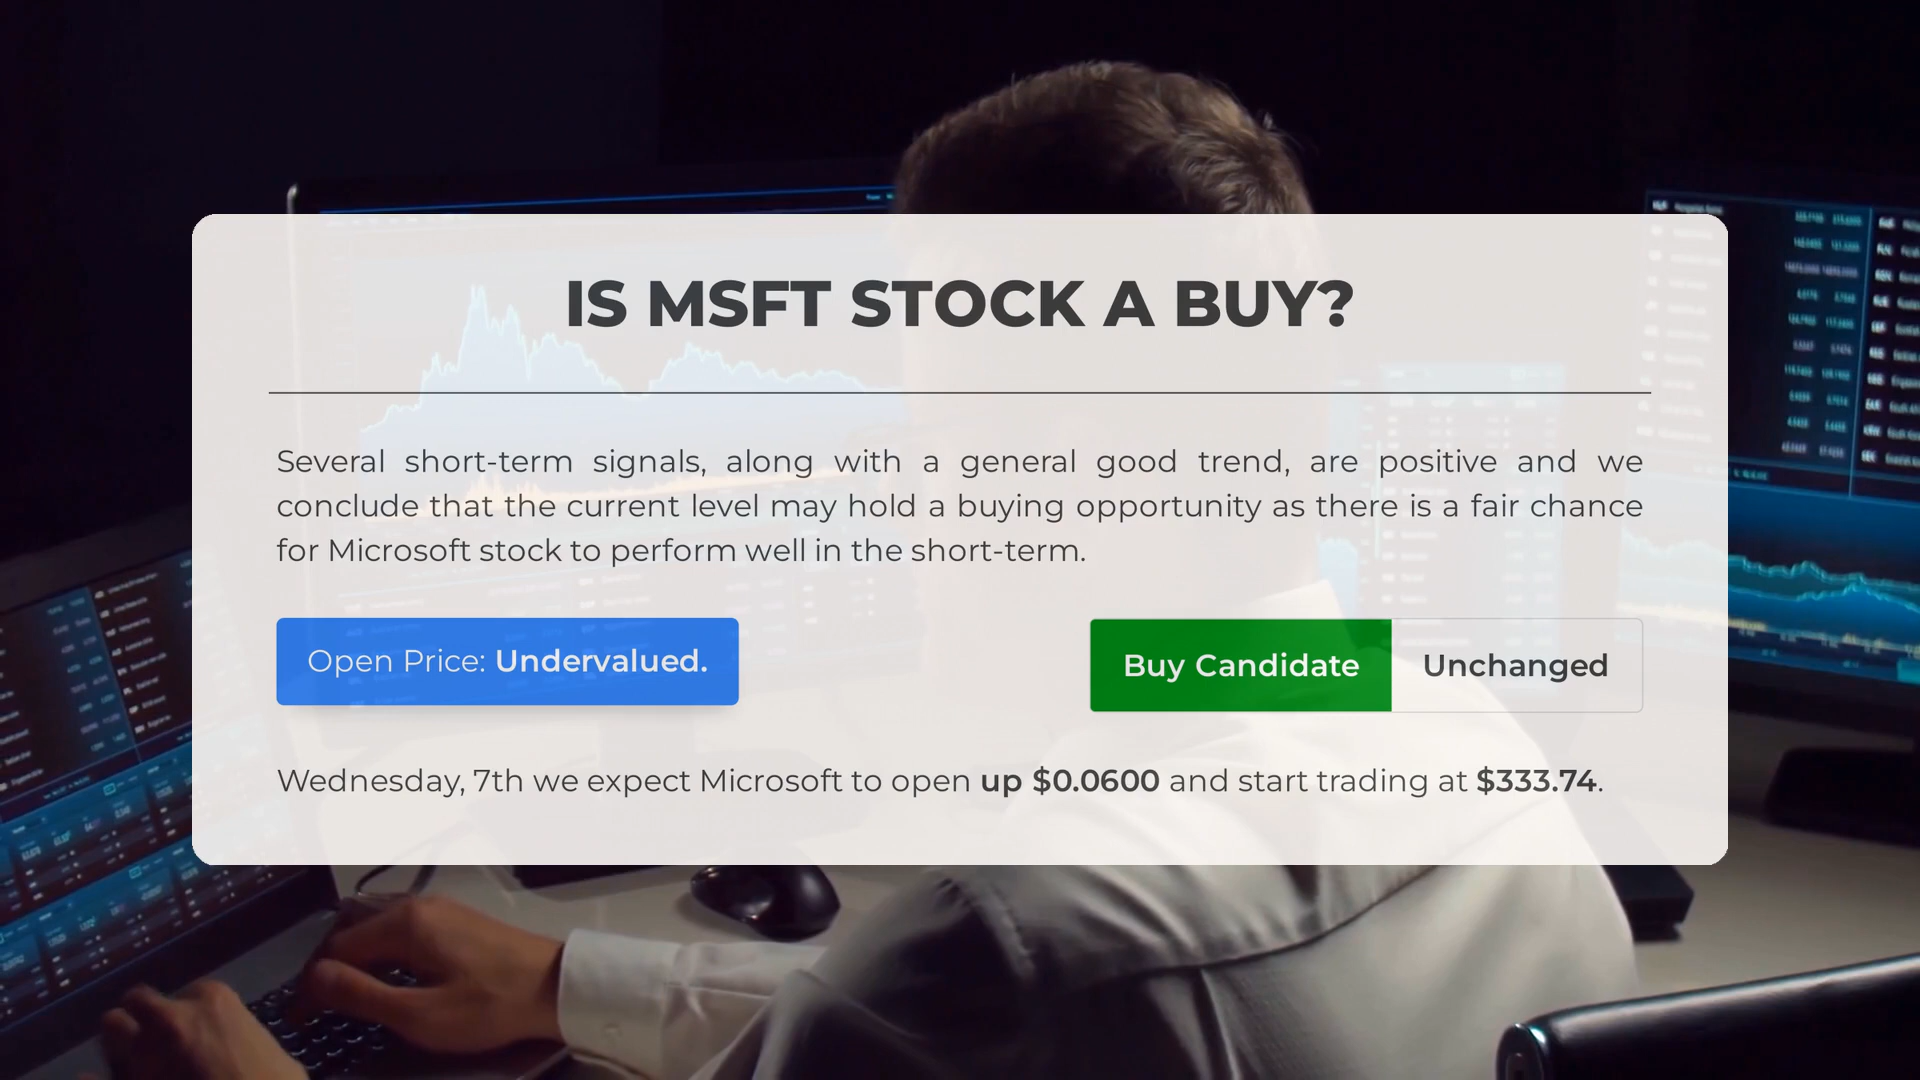 IS MSFT STOCK A BUY?
Several short-term signals, along with a general good trend, are positive and we
conclude that the current level may hold a buying opportunity as there is a fair chance
for Microsoft stock to perform well in the short-term.
Open Price: Undervalued.
Buy Candidate Unchanged
Wednesday, 7th we expect Microsoft to open up $0.0600 and start trading at $333.74.